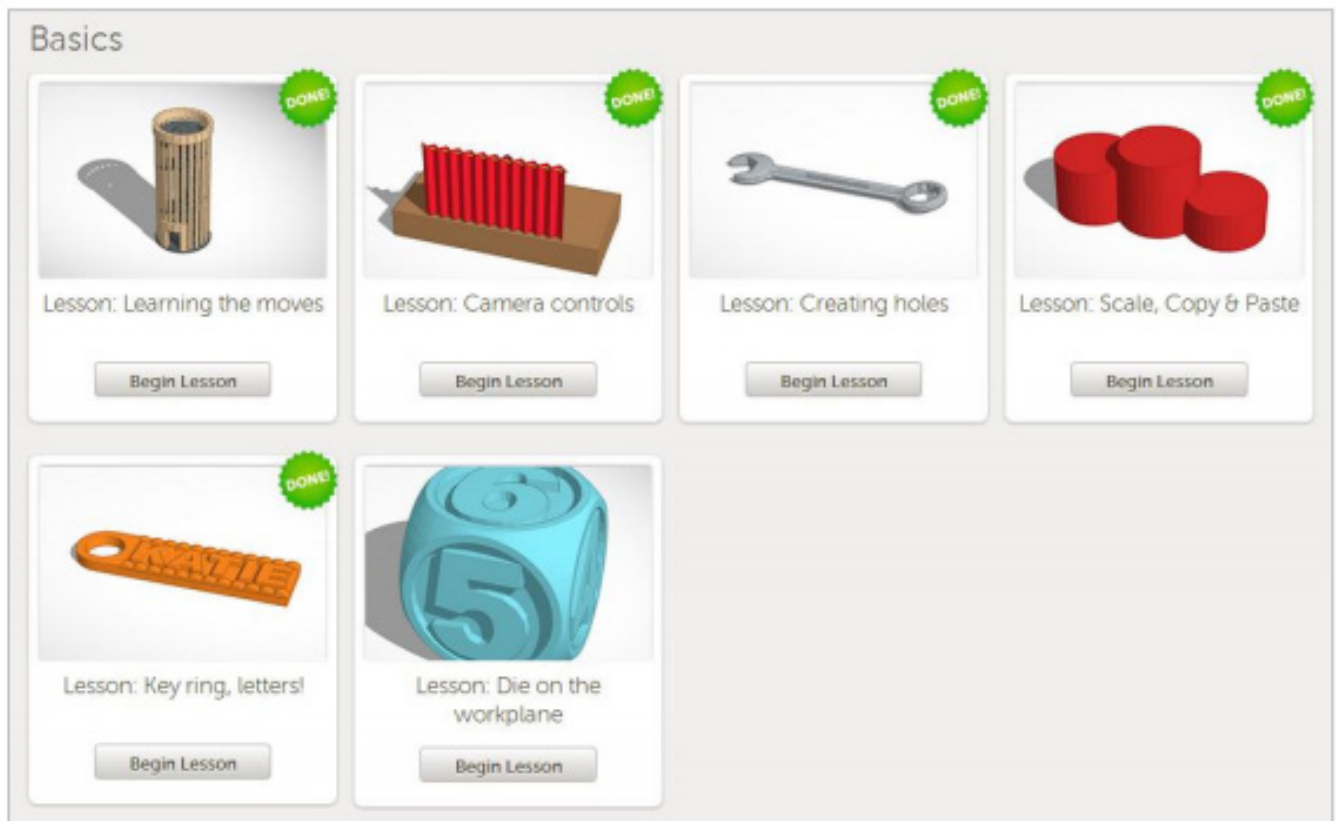 Basics
DONE!
DONE!
DONE!
DONE!
Lesson: Learning the moves
Lesson: Camera controls
Lesson: Creating holes
Lesson: Scale, Copy & Paste
Begin Lesson
Begin Lesson
Begin Lesson
Begin Lesson
DONE!
KATIE
6
5
Lesson: Key ring, letters!
Lesson: Die on the
workplane
Begin Lesson
Begin Lesson